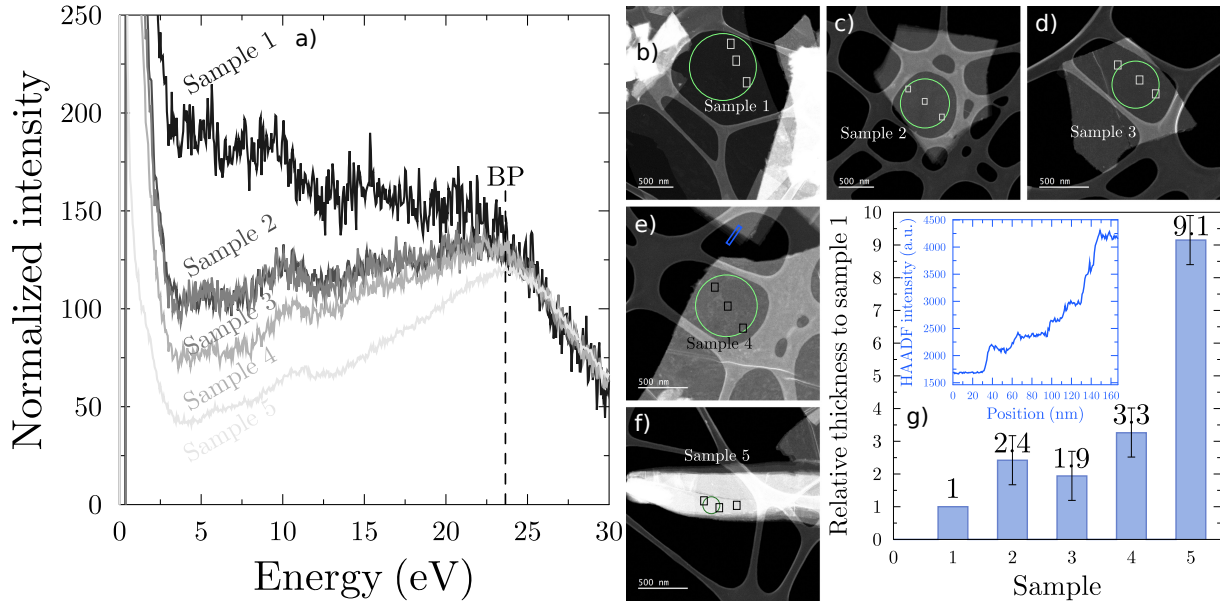 a)
Normalized intensity
250
200
150
100
50
0
0 5 10 15 20 25 30
Energy (eV)
Sample 1
Sample 2
Sample 3
Sample 4
Sample 5
BP
b)
Sample 1
500 nm
c)
Sample 2
500 nm
d)
Sample 3
500 nm
e)
Sample 4
500 nm
f)
Sample 5
500 nm
g)
Relative thickness to sample 1
10
9
8
7
6
5
4
3
2
1
0
1
2.4
1.9
3.3
9.1
0 1 2 3 4 5
Sample
HAADF intensity (a.u.)
4500
4000
3500
3000
2500
2000
1500
0 20 40 60 80 100 120 140 160
Position (nm)